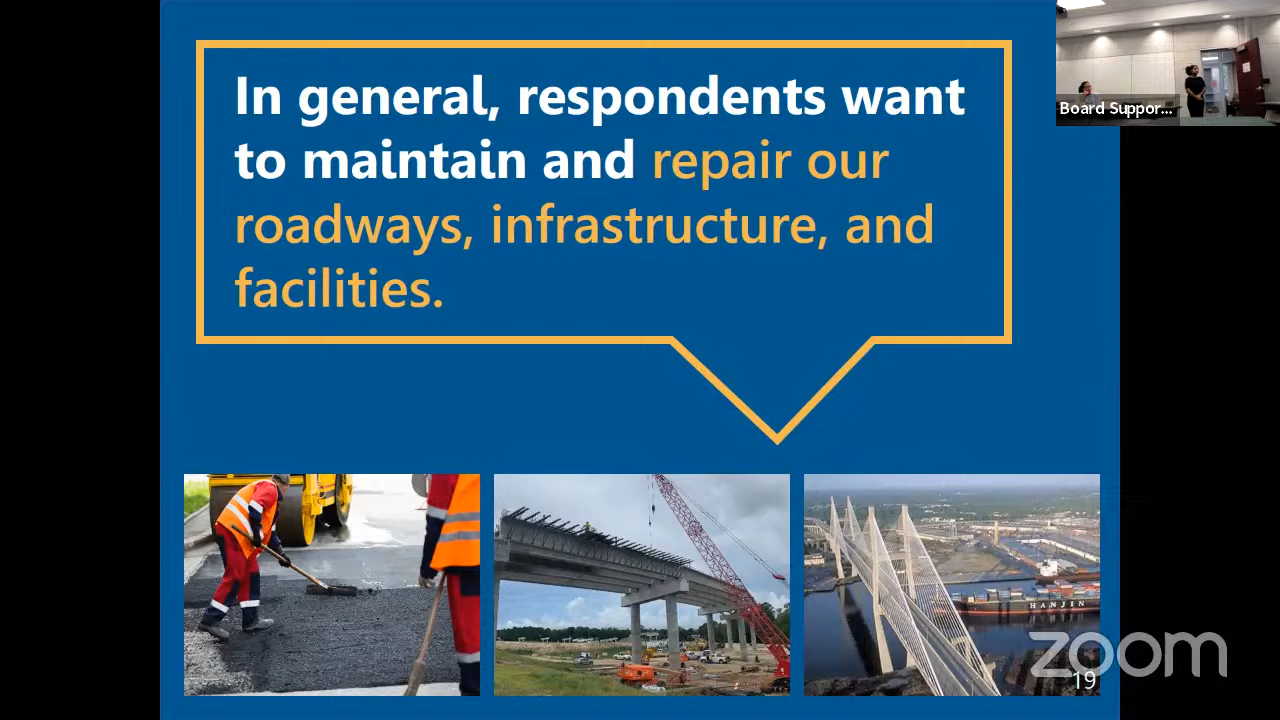 In general, respondents want
to maintain and repair our
roadways, infrastructure, and
facilities.
Board Suppor...
HANJIN
zoom
19